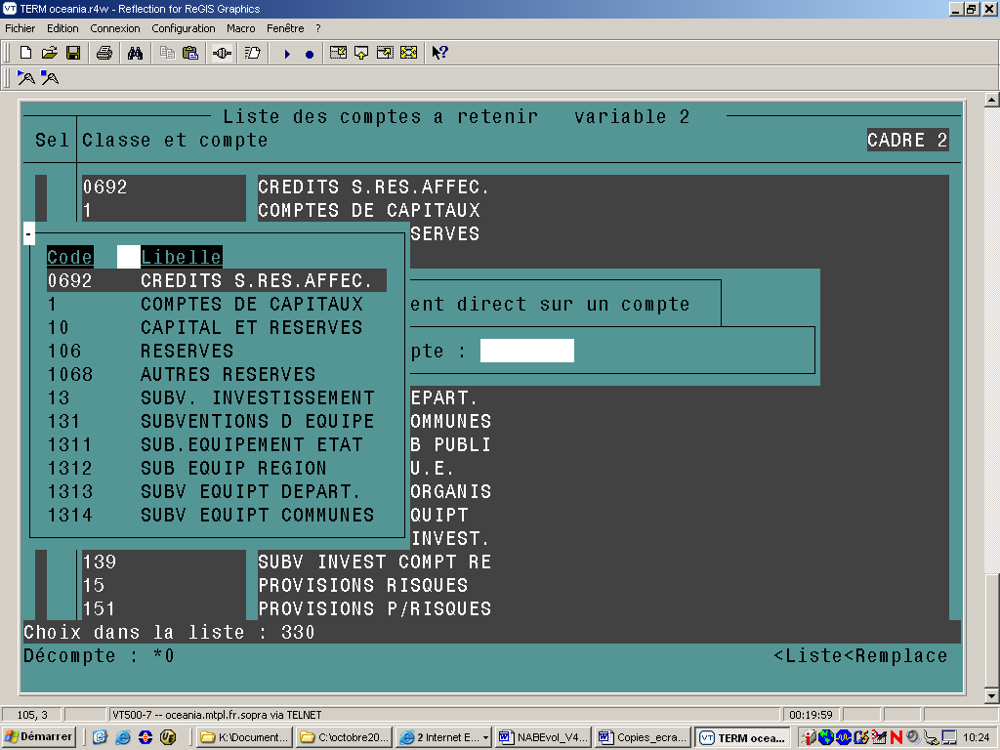 TERM oceania.r4w - Reflection for ReGIS Graphics
Fichier Edition Connexion Configuration Macro Fenêtre ?
Liste des comptes a retenir variable 2
Sel Classe et compte CADRE 2
0692 CREDITS S.RES.AFFEC.
1 COMPTES DE CAPITAUX
SERVES
Code Libelle
0692 CREDITS S.RES.AFFEC.
1 COMPTES DE CAPITAUX ent direct sur un compte
10 CAPITAL ET RESERVES
106 RESERVES pte :
1068 AUTRES RESERVES
13 SUBV. INVESTISSEMENT EPART.
131 SUBVENTIONS D EQUIPE OMMUNES
1311 SUB.EQUIPEMENT ETAT B PUBLI
1312 SUB EQUIP REGION U.E.
1313 SUBV EQUIPT DEPART. ORGANIS
1314 SUBV EQUIPT COMMUNES QUIPT
INVEST.
139 SUBV INVEST COMPT RE
15 PROVISIONS RISQUES
151 PROVISIONS P/RISQUES
Choix dans la liste : 330
Décompte : *0 <Liste<Remplace
105, 3 VT500-7 -- oceania.mtpl.fr.sopra via TELNET 00:19:59
Démarrer K:\Document... C:\octobre20... 2 Internet E... NABEvol_V4... Copies_ecra... TERM ocea... 10:24